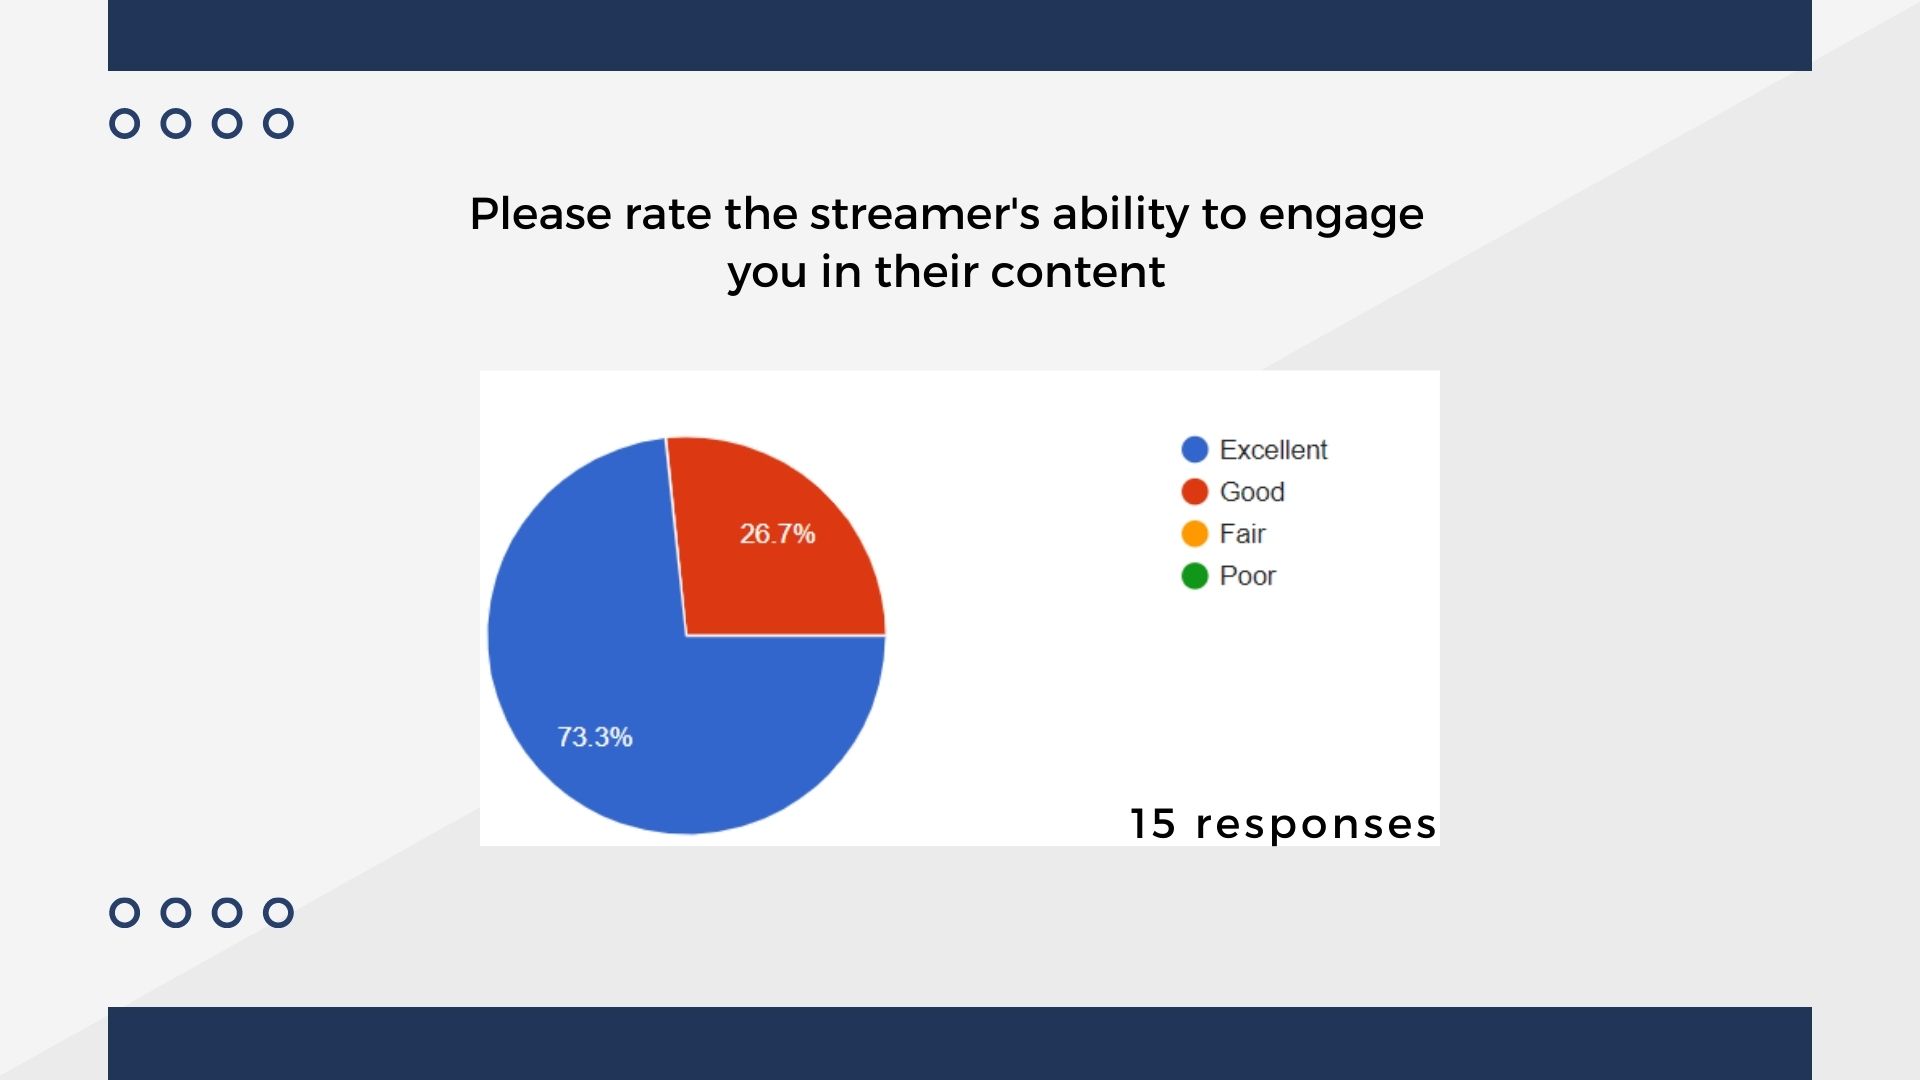 Please rate the streamer's ability to engage
you in their content
26.7%
73.3%
Excellent
Good
Fair
Poor
15 responses